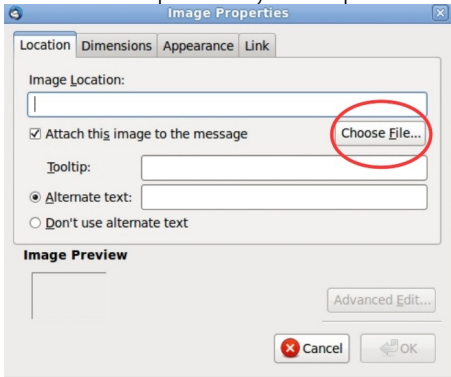 Image Properties
Location Dimensions Appearance Link
Image Location:
Attach this image to the message Choose File...
Tooltip:
Alternate text:
Don't use alternate text
Image Preview
Advanced Edit...
Cancel OK